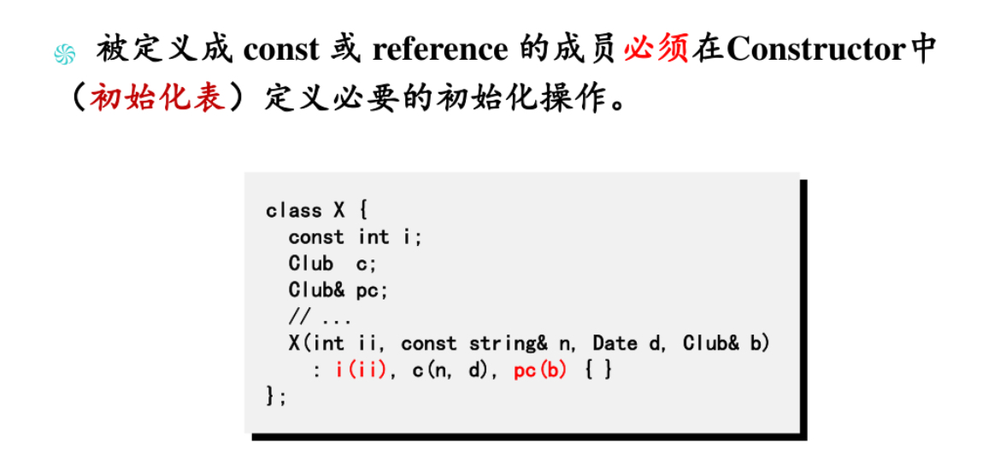 被定义成 const 或 reference 的成员必须在Constructor中
（初始化表）定义必要的初始化操作。
class X {
  const int i;
  Club  c;
  Club& pc;
  // ...
  X(int ii, const string& n, Date d, Club& b)
    : i(ii), c(n, d), pc(b) { }
};